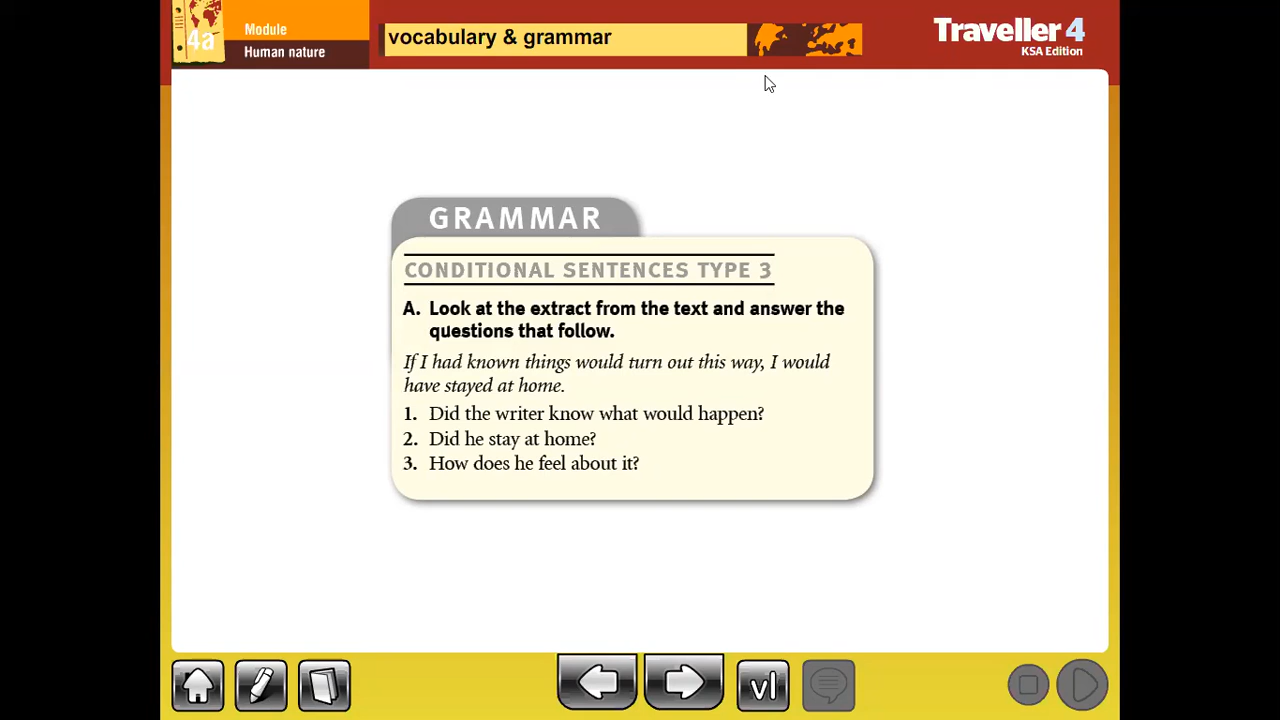 4a
Module
Human nature
vocabulary & grammar
Traveller 4
KSA Edition
GRAMMAR
CONDITIONAL SENTENCES TYPE 3
A. Look at the extract from the text and answer the
questions that follow.
If I had known things would turn out this way, I would
have stayed at home.
1. Did the writer know what would happen?
2. Did he stay at home?
3. How does he feel about it?
vl